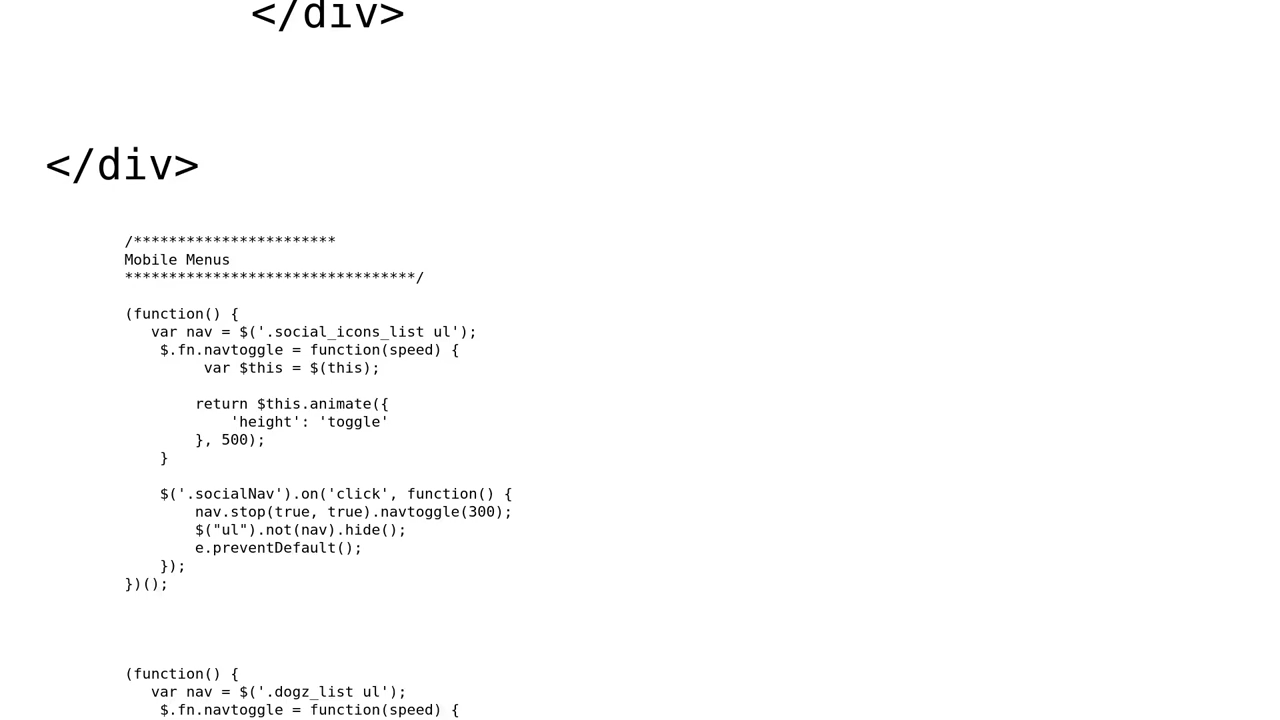 </div>
</div>
/***********************
Mobile Menus
*********************************/
(function() {
var nav = $('.social_icons_list ul');
$.fn.navtoggle = function(speed) {
var $this = $(this);
return $this.animate({
'height': 'toggle'
}, 500);
}
$('.socialNav').on('click', function() {
nav.stop(true, true).navtoggle(300);
$("ul").not(nav).hide();
e.preventDefault();
});
})();
(function() {
var nav = $('.dogz_list ul');
$.fn.navtoggle = function(speed) {